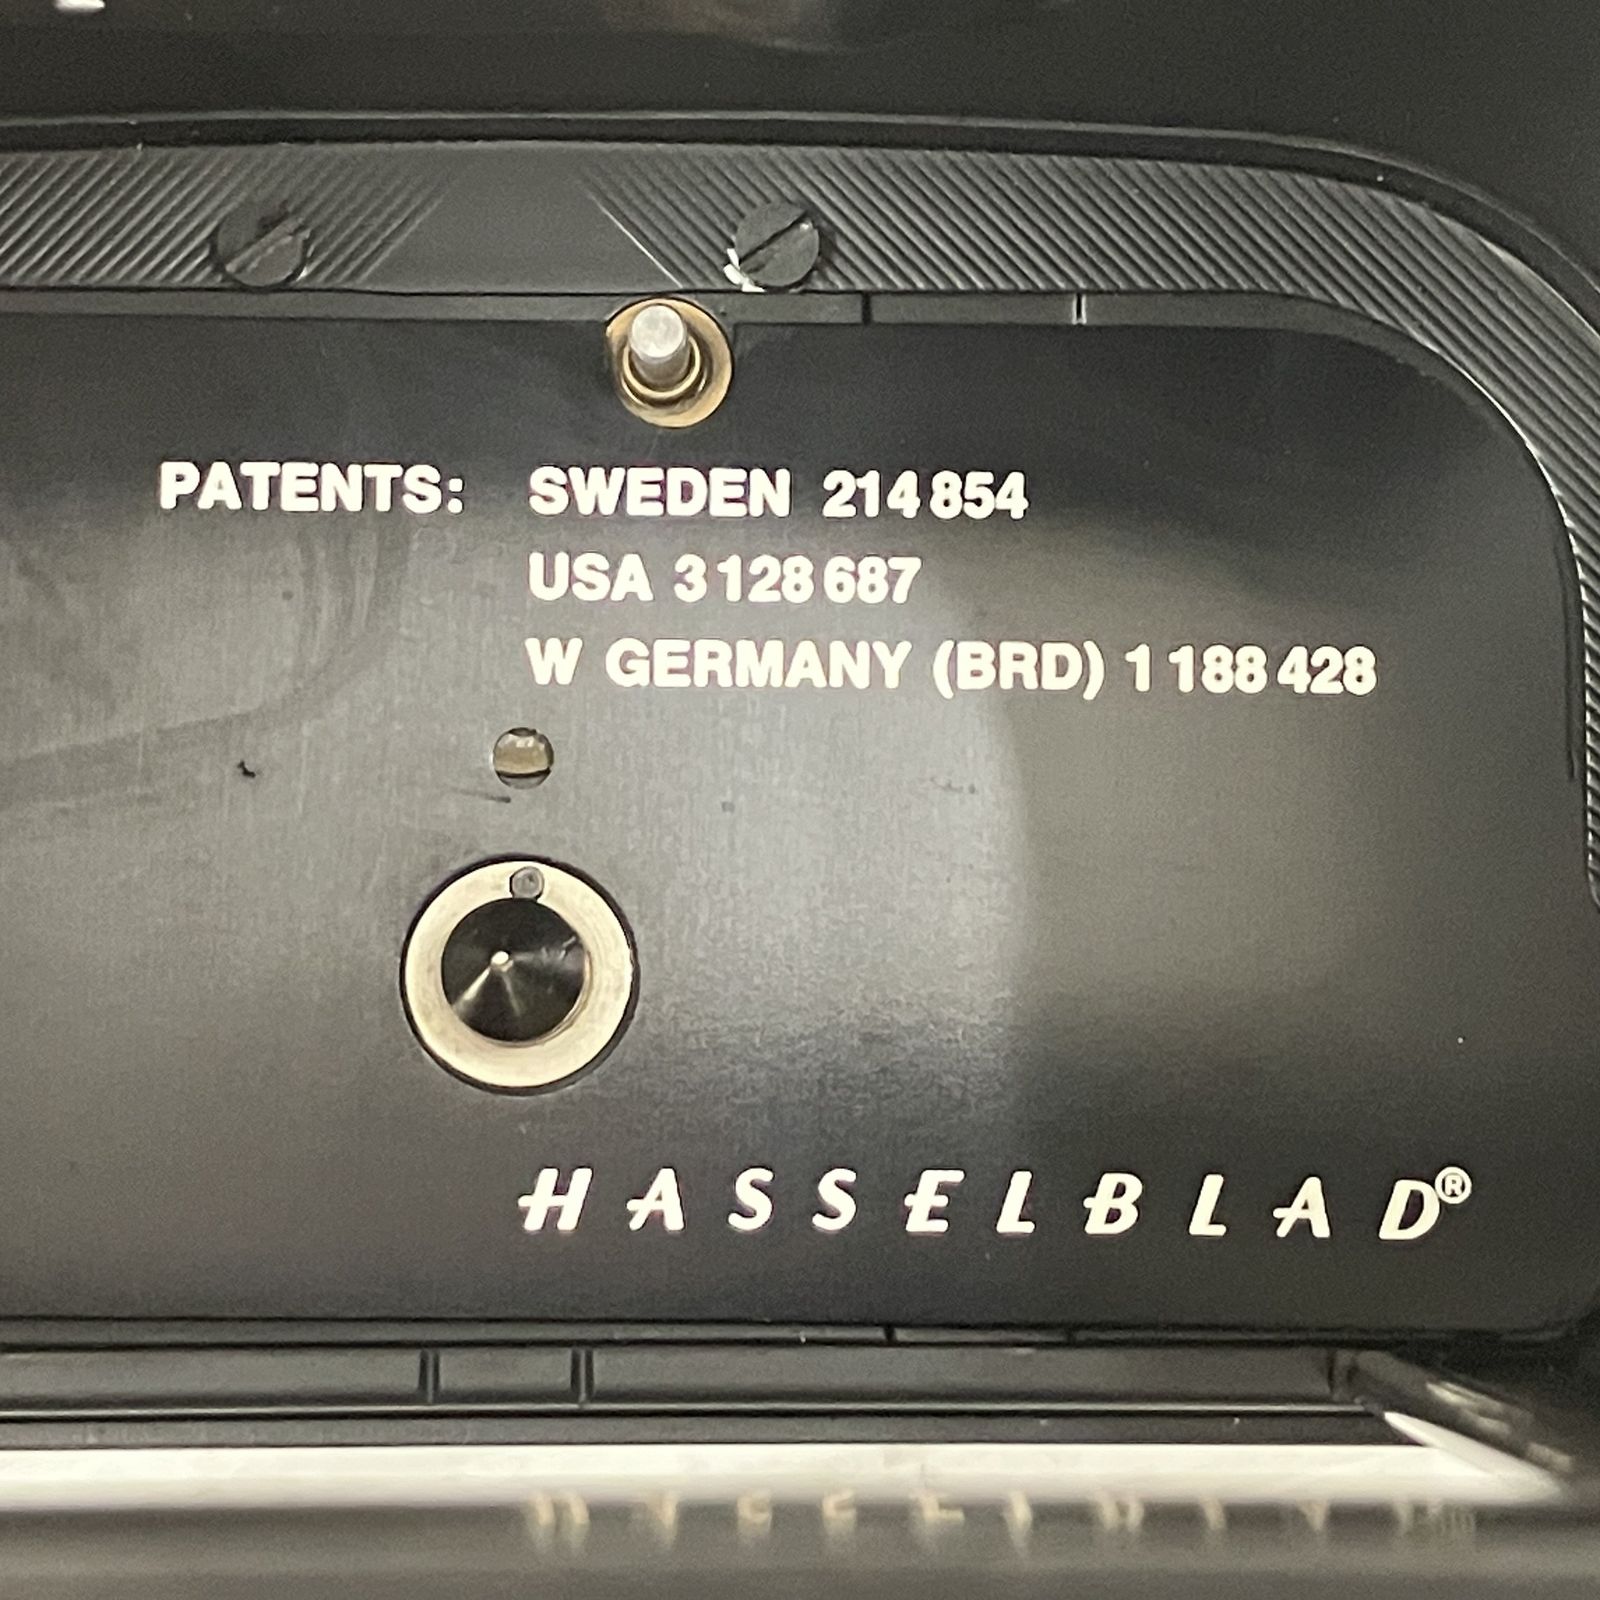 PATENTS: SWEDEN 214 854
USA 3 128 687
W GERMANY (BRD) 1 188 428
HASSELBLAD®